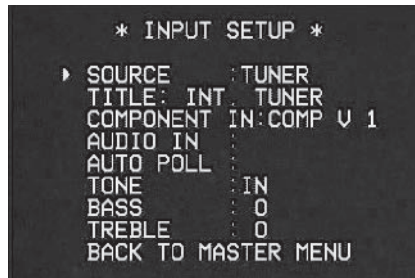 * INPUT SETUP *
SOURCE :TUNER
TITLE: INT. TUNER
COMPONENT IN:COMP V 1
AUDIO IN :
AUTO POLL :
TONE :IN
BASS : 0
TREBLE : 0
BACK TO MASTER MENU